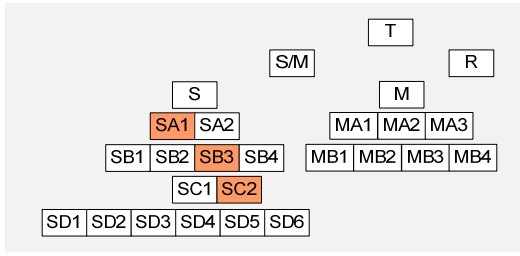 T
S/M R
S M
SA1 SA2 MA1 MA2 MA3
SB1 SB2 SB3 SB4 MB1 MB2 MB3 MB4
SC1 SC2
SD1 SD2 SD3 SD4 SD5 SD6